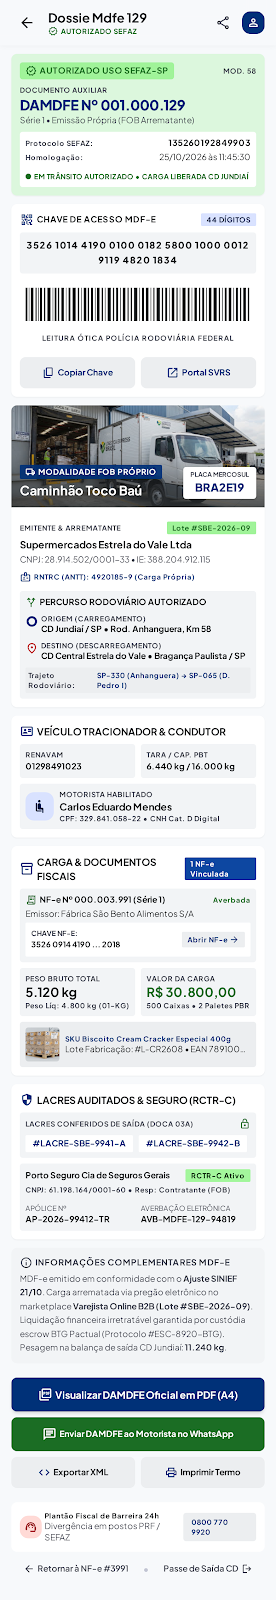 Dossie Mdfe 129
AUTORIZADO SEFAZ
AUTORIZADO USO SEFAZ-SP
MOD. 58
DOCUMENTO AUXILIAR
DAMDFE Nº 001.000.129
Série 1 • Emissão Própria (FOB Arrematante)
Protocolo SEFAZ: 135260192849903
Homologação: 25/10/2026 às 11:45:30
EM TRÂNSITO AUTORIZADO • CARGA LIBERADA CD JUNDIAÍ
CHAVE DE ACESSO MDF-E
44 DÍGITOS
3526 1014 4190 0100 0182 5800 1000 0012
9119 4820 1834
LEITURA ÓTICA POLÍCIA RODOVIÁRIA FEDERAL
Copiar Chave
Portal SVRS
MODALIDADE FOB PRÓPRIO
Caminhão Toco Baú
PLACA MERCOSUL
BRA2E19
EMITENTE & ARREMATANTE
Lote #SBE-2026-09
Supermercados Estrela do Vale Ltda
CNPJ: 28.914.502/0001-33 • IE: 388.204.912.115
RNTRC (ANTT): 4920185-9 (Carga Própria)
PERCURSO RODOVIÁRIO AUTORIZADO
ORIGEM (CARREGAMENTO)
CD Jundiaí / SP • Rod. Anhanguera, Km 58
DESTINO (DESCARREGAMENTO)
CD Central Estrela do Vale • Bragança Paulista / SP
Trajeto Rodoviário:
SP-330 (Anhanguera) → SP-065 (D. Pedro I)
VEÍCULO TRACIONADOR & CONDUTOR
RENAVAM
01298491023
TARA / CAP. PBT
6.440 kg / 16.000 kg
MOTORISTA HABILITADO
Carlos Eduardo Mendes
CPF: 329.841.058-22 • CNH Cat. D Digital
CARGA & DOCUMENTOS
FISCAIS
1 NF-e
Vinculada
NF-e Nº 000.003.991 (Série 1)
Averbada
Emissor: Fábrica São Bento Alimentos S/A
CHAVE NF-E:
3526 0914 4190 ... 2018
Abrir NF-e →
PESO BRUTO TOTAL
5.120 kg
Peso Líq: 4.800 kg (01-KG)
VALOR DA CARGA
R$ 30.800,00
500 Caixas • 2 Paletes PBR
SKU Biscoito Cream Cracker Especial 400g
Lote Fabricação: #L-CR2608 • EAN 789100...
LACRES AUDITADOS & SEGURO (RCTR-C)
LACRES CONFERIDOS DE SAÍDA (DOCA 03A)
#LACRE-SBE-9941-A
#LACRE-SBE-9942-B
Porto Seguro Cia de Seguros Gerais
RCTR-C Ativo
CNPJ: 61.198.164/0001-60 • Resp: Contratante (FOB)
APÓLICE Nº
AP-2026-99412-TR
AVERBAÇÃO ELETRÔNICA
AVB-MDFE-129-94819
INFORMAÇÕES COMPLEMENTARES MDF-E
MDF-e emitido em conformidade com o Ajuste SINIEF
21/10. Carga arrematada via pregão eletrônico no
marketplace Varejista Online B2B (Lote #SBE-2026-09).
Liquidação financeira irretratável garantida por custódia
escrow BTG Pactual (Protocolo #ESC-8920-BTG).
Pesagem na balança de saída CD Jundiaí: 11.240 kg.
Visualizar DAMDFE Oficial em PDF (A4)
Enviar DAMDFE ao Motorista no WhatsApp
Exportar XML
Imprimir Termo
Plantão Fiscal de Barreira 24h
Divergência em postos PRF /
SEFAZ
0800 770
9920
Retornar à NF-e #3991
Passe de Saída CD